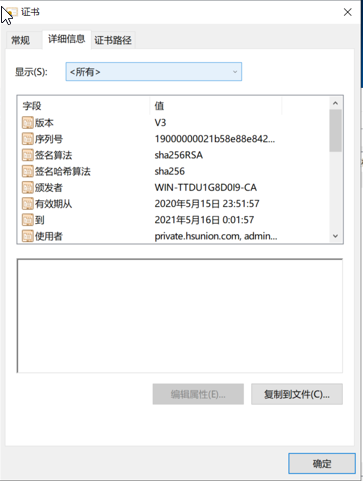 证书
常规 详细信息 证书路径
显示(S): <所有>
字段 值
版本 V3
序列号 19000000021b58e88e842...
签名算法 sha256RSA
签名哈希算法 sha256
颁发者 WIN-TTDU1G8D0I9-CA
有效期从 2020年5月15日 23:51:57
到 2021年5月16日 0:01:57
使用者 private.hsunion.com, admin...
编辑属性(E)... 复制到文件(C)...
确定